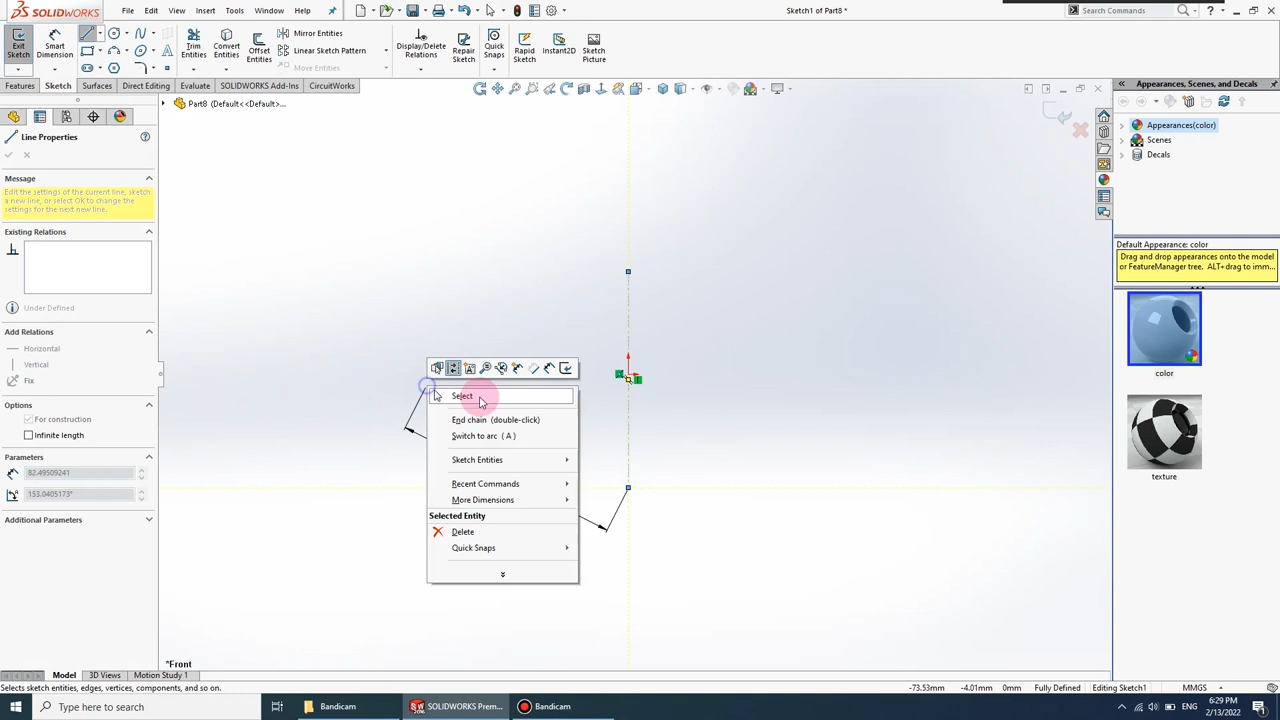 SOLIDWORKS
File Edit View Insert Tools Window
Sketch1 of Part8 *
Search Commands
Exit Sketch
Smart Dimension
Trim Entities
Convert Entities
Offset Entities
Mirror Entities
Linear Sketch Pattern
Move Entities
Display/Delete Relations
Repair Sketch
Quick Snaps
Rapid Sketch
Instant2D
Sketch Picture
Features Sketch Surfaces Direct Editing Evaluate SOLIDWORKS Add-Ins CircuitWorks
Appearances, Scenes, and Decals
Part8 (Default<<Default>...
Line Properties
Message
Edit the settings of the current line, sketch
a new line, or select OK to change the
settings for the next new line.
Existing Relations
Under Defined
Add Relations
Horizontal
Vertical
Fix
Options
For construction
Infinite length
Parameters
82.49509241
153.0405173°
Additional Parameters
Select
End chain (double-click)
Switch to arc ( A )
Sketch Entities
Recent Commands
More Dimensions
Selected Entity
Delete
Quick Snaps
Appearances(color)
Scenes
Decals
Default Appearance: color
Drag and drop appearances onto the model
or FeatureManager tree. ALT+drag to imm...
color
texture
*Front
Model 3D Views Motion Study 1
Selects sketch entities, edges, vertices, components, and so on.
-73.53mm -4.01mm 0mm Fully Defined Editing Sketch1 MMGS
Type here to search
Bandicam
SOLIDWORKS Prem...
Bandicam
ENG
6:29 PM
2/13/2022